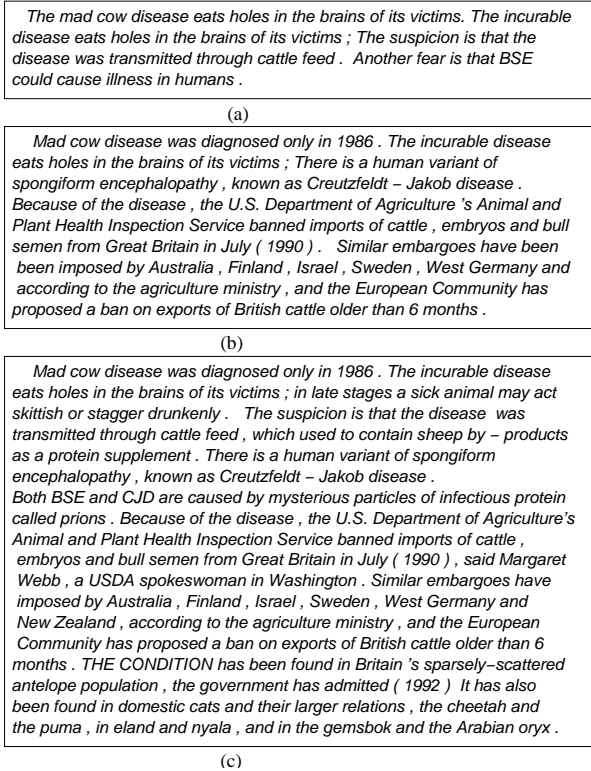 The mad cow disease eats holes in the brains of its victims. The incurable
disease eats holes in the brains of its victims ; The suspicion is that the
disease was transmitted through cattle feed .  Another fear is that BSE
could cause illness in humans .
(a)
Mad cow disease was diagnosed only in 1986 . The incurable disease
eats holes in the brains of its victims ; There is a human variant of
spongiform encephalopathy , known as Creutzfeldt − Jakob disease .
Because of the disease , the U.S. Department of Agriculture 's Animal and
Plant Health Inspection Service banned imports of cattle , embryos and bull
semen from Great Britain in July ( 1990 ) .   Similar embargoes have been
been imposed by Australia , Finland , Israel , Sweden , West Germany and
according to the agriculture ministry , and the European Community has
proposed a ban on exports of British cattle older than 6 months .
(b)
Mad cow disease was diagnosed only in 1986 . The incurable disease
eats holes in the brains of its victims ; in late stages a sick animal may act
skittish or stagger drunkenly .   The suspicion is that the disease  was
transmitted through cattle feed , which used to contain sheep by − products
as a protein supplement . There is a human variant of spongiform
encephalopathy , known as Creutzfeldt − Jakob disease .
Both BSE and CJD are caused by mysterious particles of infectious protein
called prions . Because of the disease , the U.S. Department of Agriculture's
Animal and Plant Health Inspection Service banned imports of cattle ,
embryos and bull semen from Great Britain in July ( 1990 ) , said Margaret
Webb , a USDA spokeswoman in Washington . Similar embargoes have
imposed by Australia , Finland , Israel , Sweden , West Germany and
New Zealand , according to the agriculture ministry , and the European
Community has proposed a ban on exports of British cattle older than 6
months . THE CONDITION has been found in Britain 's sparsely−scattered
antelope population , the government has admitted ( 1992 )  It has also
been found in domestic cats and their larger relations , the cheetah and
the puma , in eland and nyala , and in the gemsbok and the Arabian oryx .
(c)